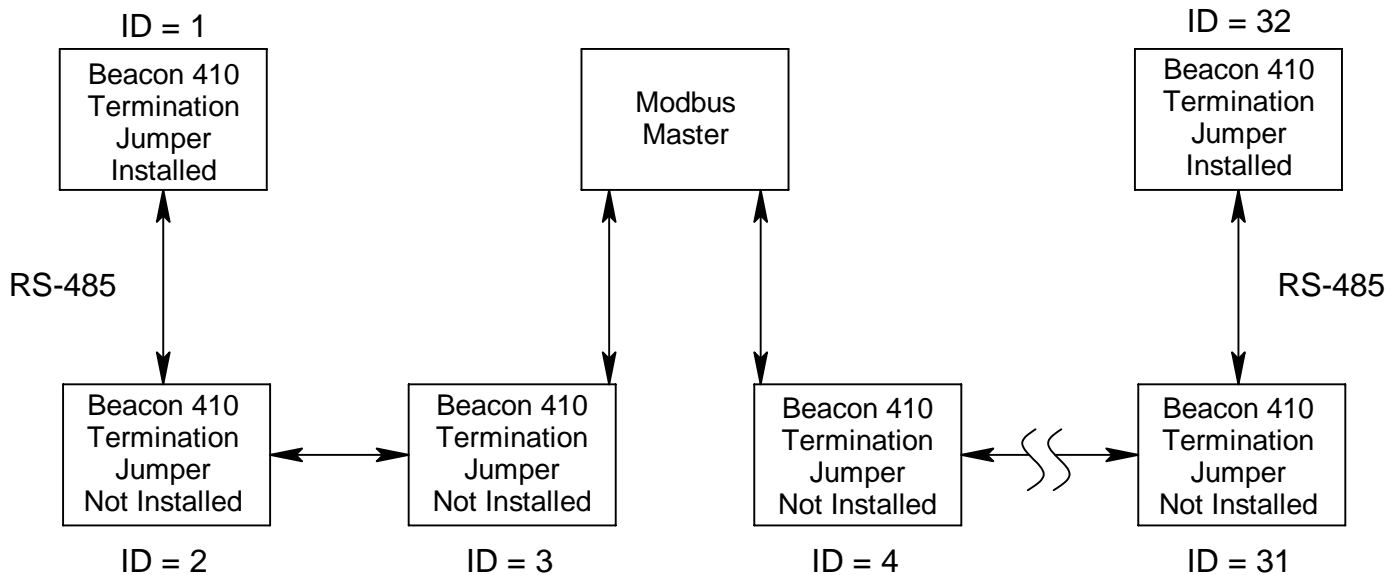 ID = 1
Beacon 410
Termination
Jumper
Installed
Modbus
Master
ID = 32
Beacon 410
Termination
Jumper
Installed
RS-485
RS-485
Beacon 410
Termination
Jumper
Not Installed
ID = 2
Beacon 410
Termination
Jumper
Not Installed
ID = 3
Beacon 410
Termination
Jumper
Not Installed
ID = 4
Beacon 410
Termination
Jumper
Not Installed
ID = 31